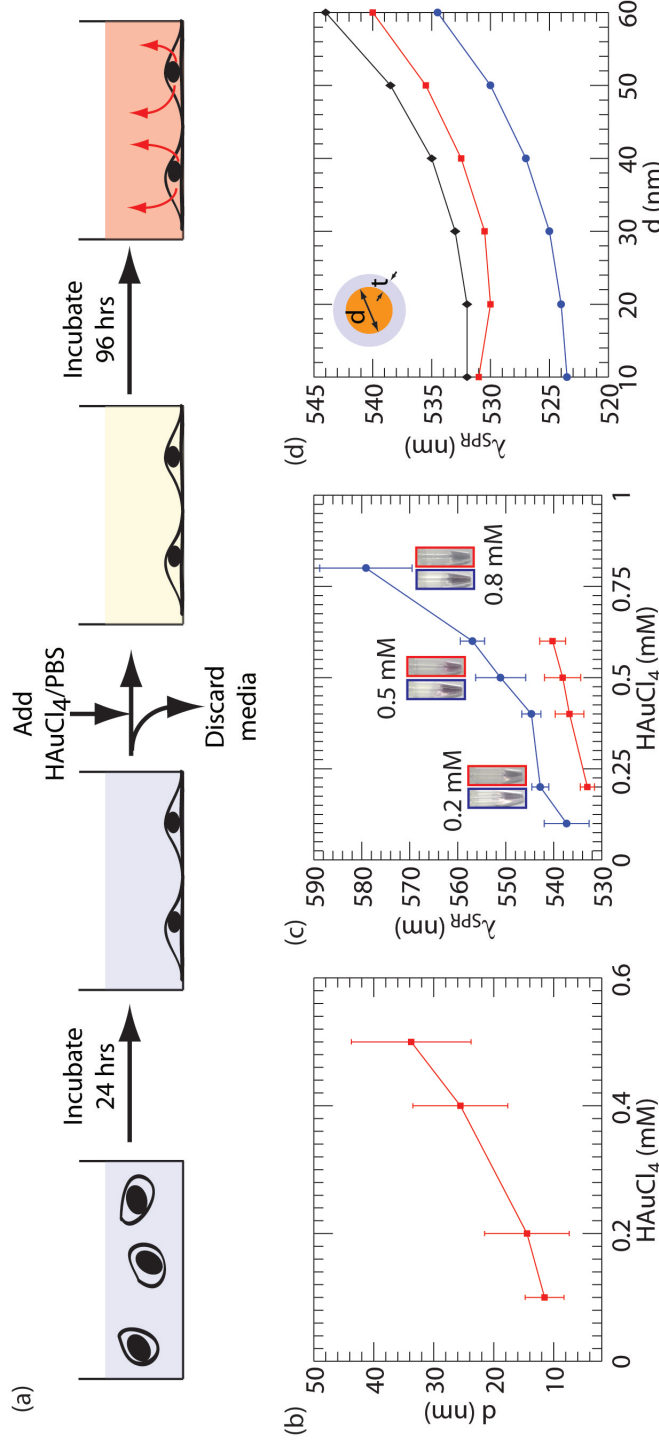 (a)
Incubate
24 hrs
Add
HAuCl4/PBS
Discard
media
Incubate
96 hrs
(b)
50
40
30
20
10
d (nm)
0
0.2
0.4
0.6
HAuCl4 (mM)
(c)
590
580
570
560
550
540
530
λSPR (nm)
0.2 mM
0.5 mM
0.8 mM
0
0.25
0.5
0.75
1
HAuCl4 (mM)
(d)
545
540
535
530
525
520
λSPR (nm)
d
t
10
20
30
40
50
60
d (nm)